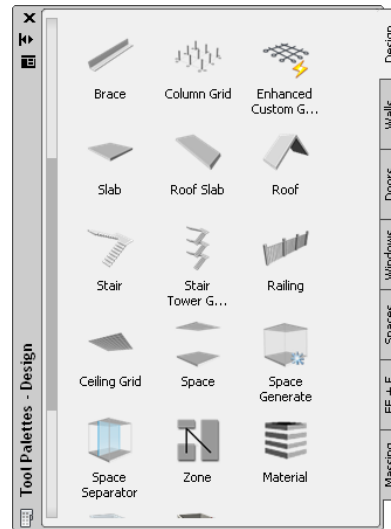 Brace
Column Grid
Enhanced
Custom G...
Slab
Roof Slab
Roof
Stair
Stair
Tower G...
Railing
Ceiling Grid
Space
Space
Generate
Space
Separator
Zone
Material
Tool Palettes - Design
Design
Walls
Doors
Windows
Spaces
FF + E
Massing